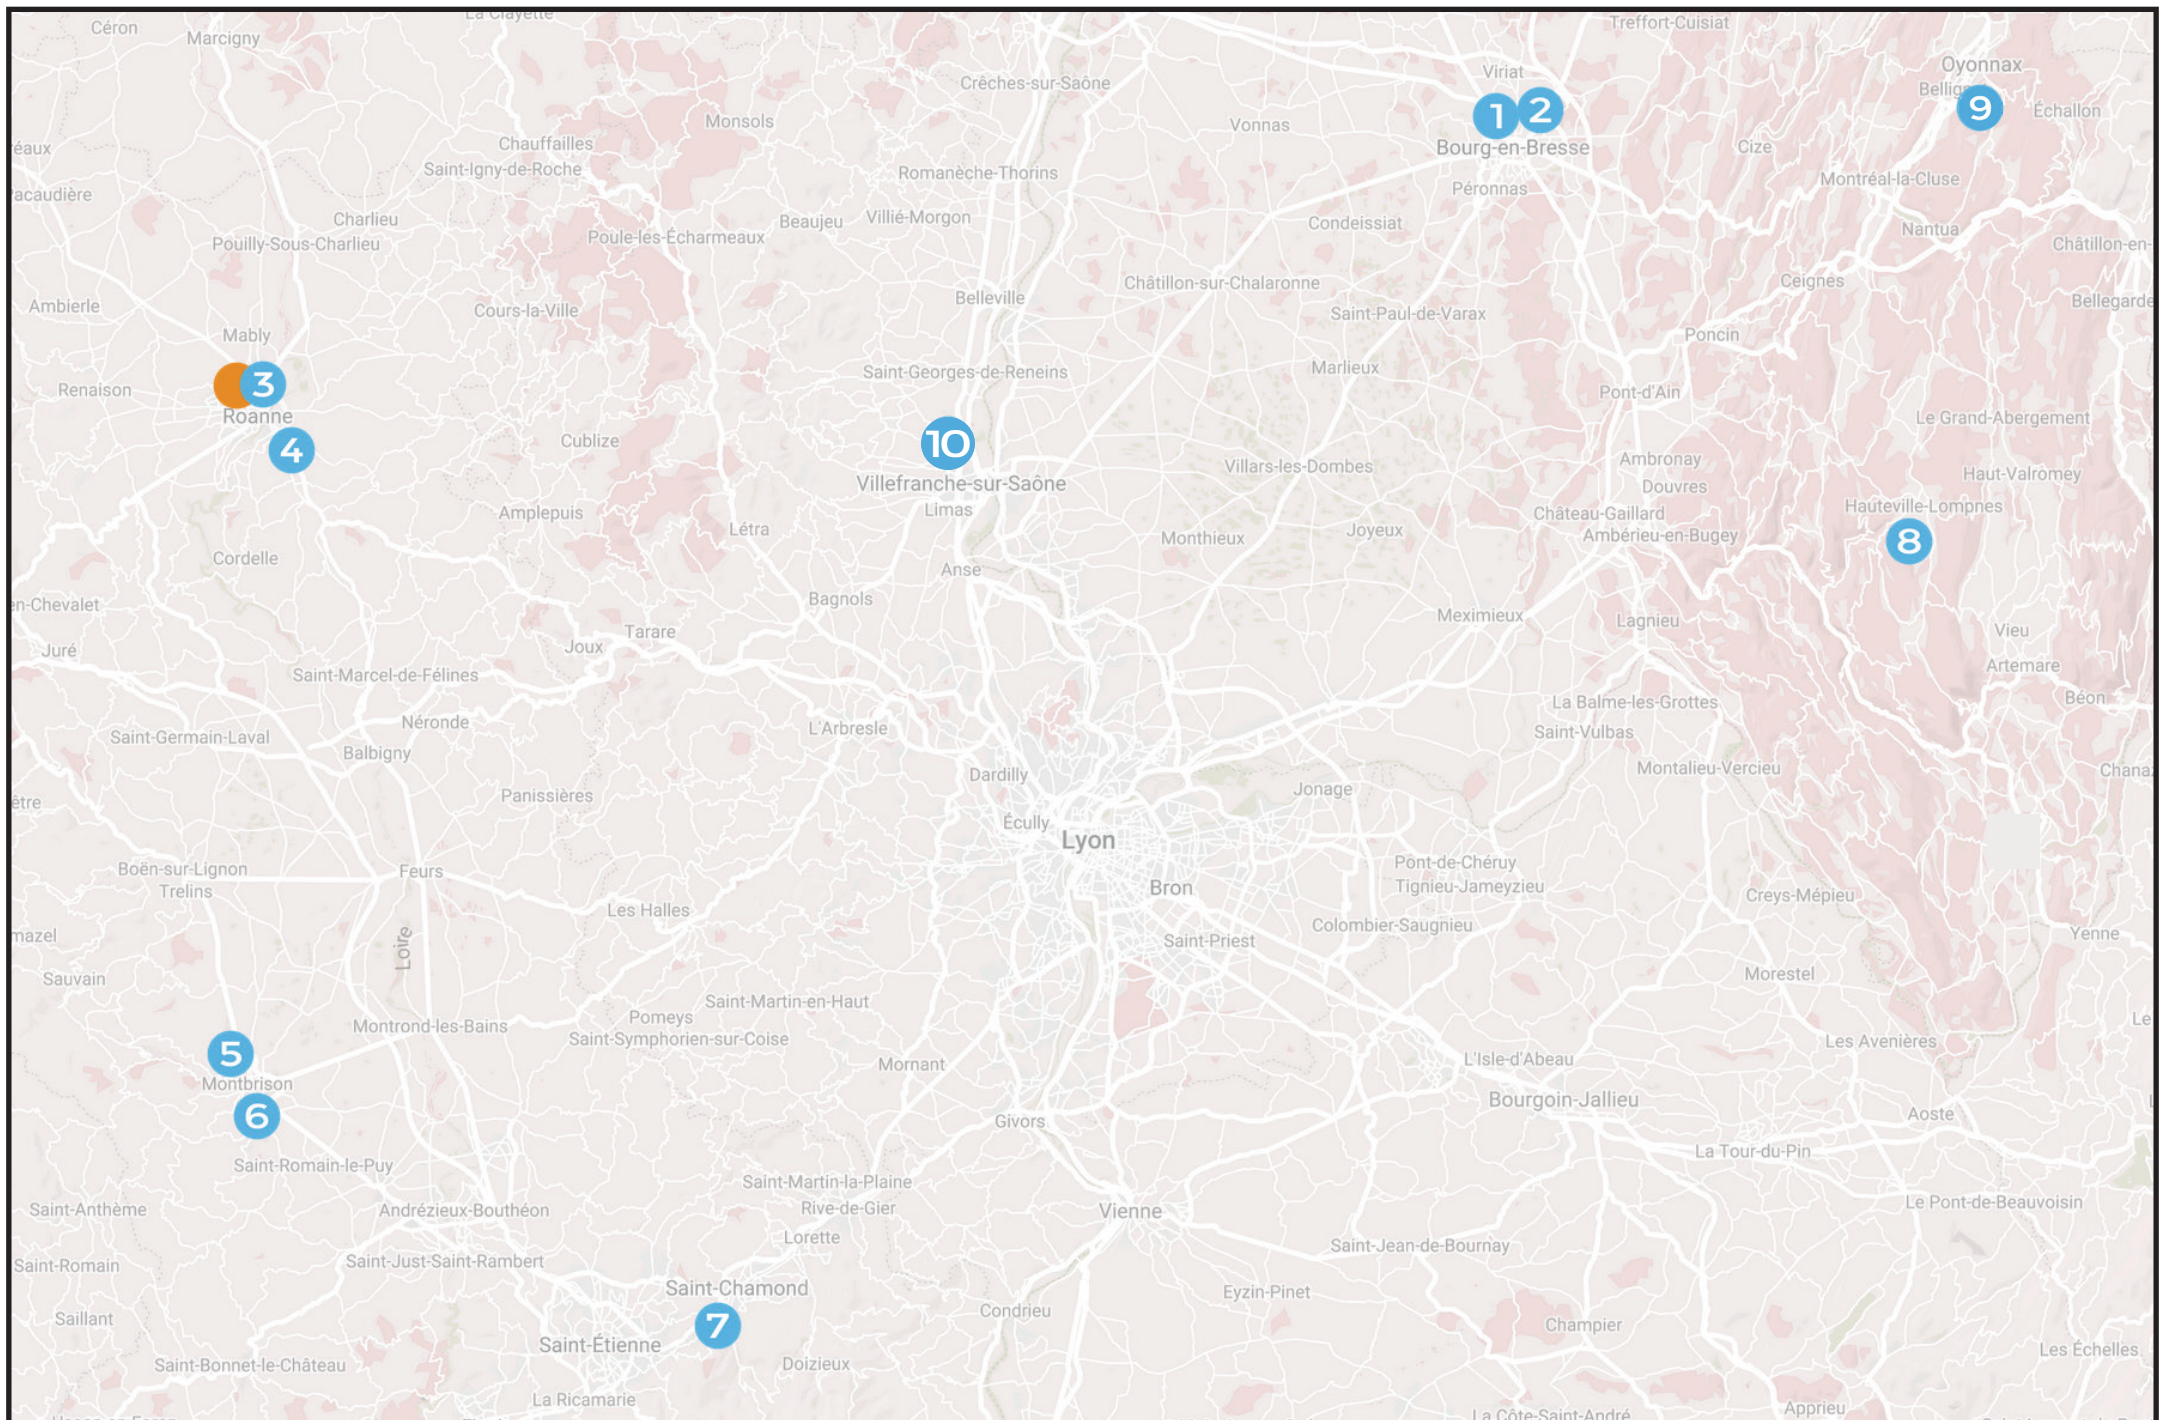 La Clayette
Céron
Marcigny
Treffort-Cuisiat
Crêches-sur-Saône
Viriat
Oyonnax
Bellig
9
Échallon
1
2
Monsols
Vonnas
Chauffailles
Bourg-en-Bresse
Cize
éaux
Saint-Igny-de-Roche
Romanèche-Thorins
Péronnas
Montréal-la-Cluse
acaudière
Charlieu
Beaujeu
Villié-Morgon
Condeissiat
Nantua
Pouilly-Sous-Charlieu
Poule-les-Écharmeaux
Châtillon-en-
Châtillon-sur-Chalaronne
Ceignes
Ambierle
Cours-la-Ville
Belleville
Saint-Paul-de-Varax
Bellegarde
Mably
Poncin
Saint-Georges-de-Reneins
Marlieux
3
Renaison
Pont-d'Ain
Roanne
Le Grand-Abergement
4
Cublize
10
Villars-les-Dombes
Ambronay
Haut-Valromey
Villefranche-sur-Saône
Douvres
Amplepuis
Limas
Château-Gaillard
Hauteville-Lompnes
Létra
Monthieux
Joyeux
Ambérieu-en-Bugey
8
Cordelle
Anse
en-Chevalet
Bagnols
Meximieux
Lagnieu
Tarare
Vieu
Juré
Joux
Artemare
Saint-Marcel-de-Félines
La Balme-les-Grottes
Béon
Néronde
L'Arbresle
Saint-Germain-Laval
Saint-Vulbas
Balbigny
Dardilly
Montalieu-Vercieu
Chanaz
être
Panissières
Jonage
Écully
Lyon
Boën-sur-Lignon
Feurs
Pont-de-Chéruy
Trelins
Bron
Tignieu-Jameyzieu
Creys-Mépieu
Les Halles
Colombier-Saugnieu
mazel
Loire
Saint-Priest
Yenne
Sauvain
Morestel
Saint-Martin-en-Haut
Montrond-les-Bains
Pomeys
Le
Saint-Symphorien-sur-Coise
Les Avenières
5
Mornant
L'Isle-d'Abeau
Montbrison
6
Bourgoin-Jallieu
Givors
Aoste
Saint-Romain-le-Puy
La Tour-du-Pin
Saint-Martin-la-Plaine
Saint-Anthème
Andrézieux-Bouthéon
Rive-de-Gier
Vienne
Le Pont-de-Beauvoisin
Lorette
Saint-Jean-de-Bournay
Saint-Romain
Saint-Just-Saint-Rambert
Saint-Chamond
Eyzin-Pinet
Saillant
7
Condrieu
Champier
Saint-Étienne
Les Échelles
Saint-Bonnet-le-Château
Doizieux
La Ricamarie
Apprieu
La Côte-Saint-André